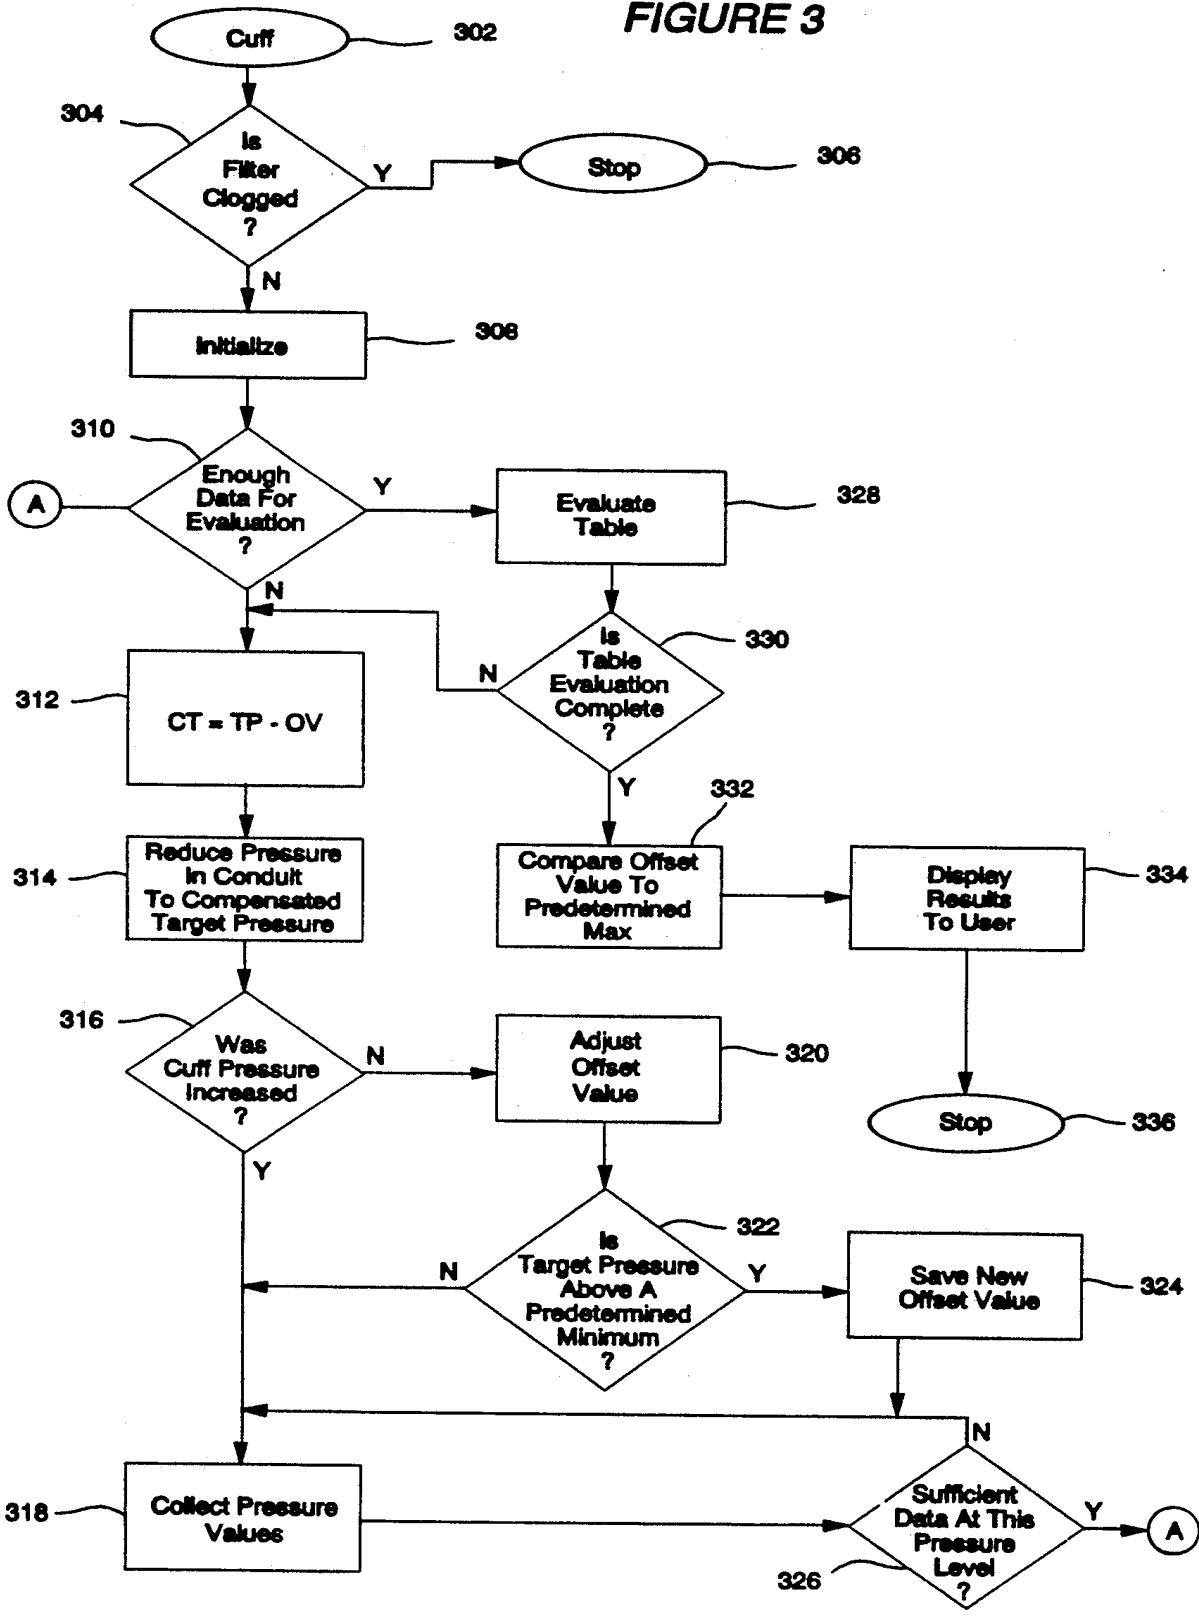 FIGURE 3
Cuff
302
304
Is
Filter
Clogged
?
Y
Stop
306
N
Initialize
308
310
Enough
Data For
Evaluation
?
A
Y
Evaluate
Table
328
N
Is
Table
Evaluation
Complete
?
330
N
312
CT = TP - OV
Y
332
314
Reduce Pressure
In Conduit
To Compensated
Target Pressure
Compare Offset
Value To
Predetermined
Max
Display
Results
To User
334
316
Was
Cuff Pressure
Increased
?
N
Adjust
Offset
Value
320
Stop
336
Y
322
Is
Target Pressure
Above A
Predetermined
Minimum
?
N
Y
Save New
Offset Value
324
N
318
Collect Pressure
Values
Sufficient
Data At This
Pressure
Level
?
326
Y
A